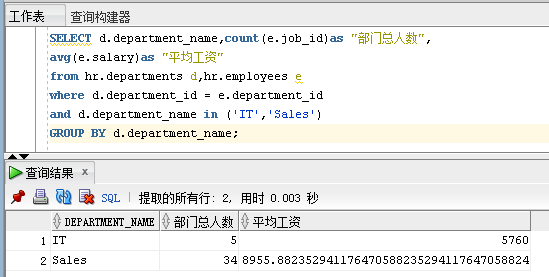 工作表 查询构建器
SELECT d.department_name,count(e.job_id)as "部门总人数",
avg(e.salary)as "平均工资"
from hr.departments d,hr.employees e
where d.department_id = e.department_id
and d.department_name in ('IT','Sales')
GROUP BY d.department_name;
查询结果 x
SQL | 提取的所有行: 2, 用时 0.003 秒
DEPARTMENT_NAME 部门总人数 平均工资
1 IT 5 5760
2 Sales 34 8955.88235294117647058823529411764705882​4